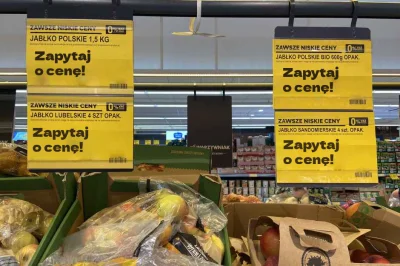 ZAWSZE NISKIE CENY
JABŁKO POLSKIE 1,5 KG
Zapytaj
o cenę!
ZAWSZE NISKIE CENY
JABŁKO LUBELSKIE 4 SZT OPAK.
Zapytaj
o cenę!
ZAWSZE NISKIE CENY
JABŁKO POLSKIE BIO 600g OPAK.
Zapytaj
o cenę!
ZAWSZE NISKIE CENY
JABŁKO SANDOMIERSKIE 4 szt. OPAK.
Zapytaj
o cenę!